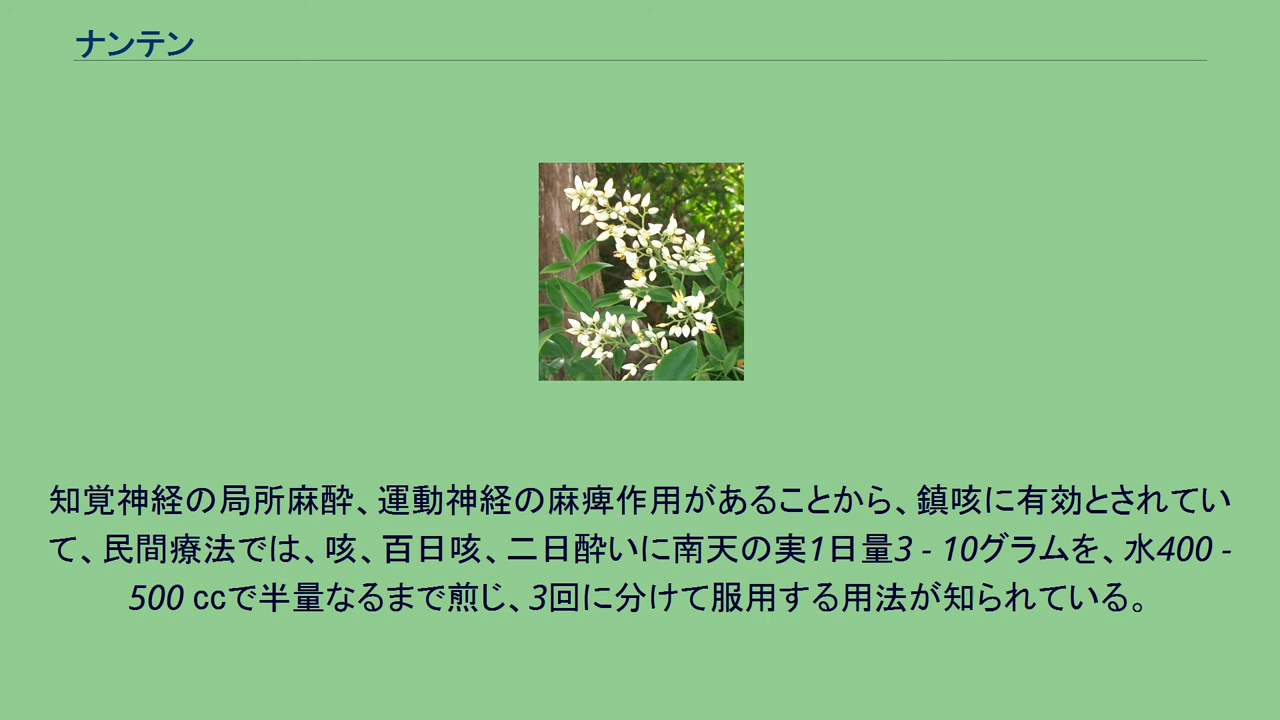 ナンテン
知覚神経の局所麻酔、運動神経の麻痺作用があることから、鎮咳に有効とされてい
て、民間療法では、咳、百日咳、二日酔いに南天の実1日量3 - 10グラムを、水400 -
500 ccで半量なるまで煎じ、3回に分けて服用する用法が知られている。